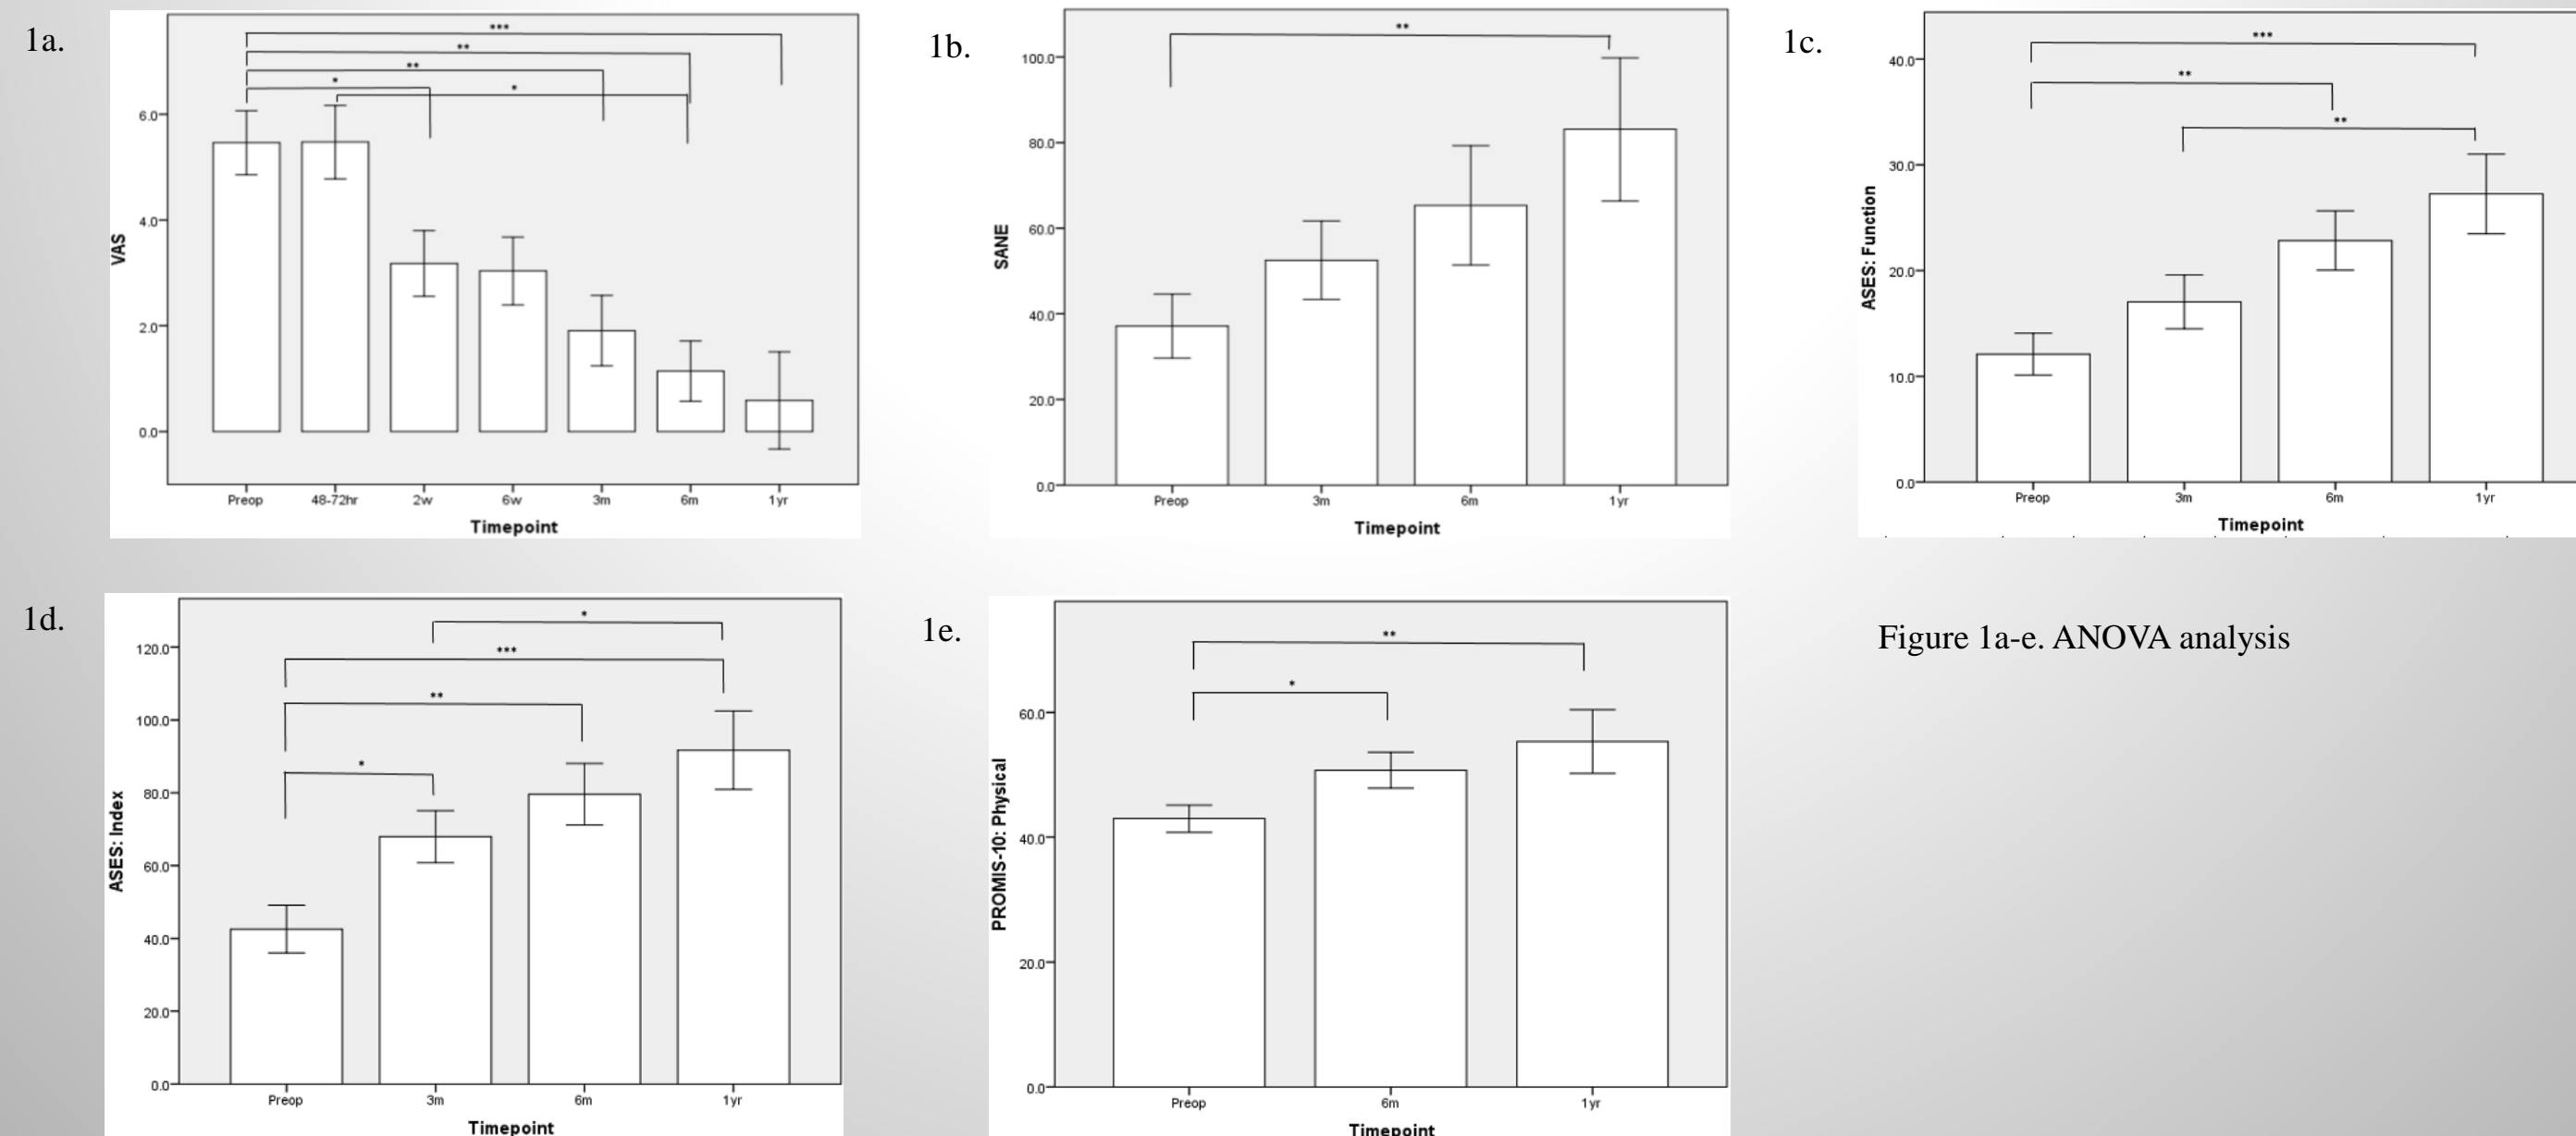 1a.
***
**
**
*
*
6.0
4.0
2.0
0.0
VAS
Preop 48-72hr 2w 6w 3m 6m 1yr
Timepoint
1b.
**
100.0
80.0
60.0
40.0
20.0
0.0
SANE
Preop 3m 6m 1yr
Timepoint
1c.
***
**
**
40.0
30.0
20.0
10.0
0.0
ASES: Function
Preop 3m 6m 1yr
Timepoint
1d.
*
***
**
*
120.0
100.0
80.0
60.0
40.0
20.0
0.0
ASES: Index
Preop 3m 6m 1yr
Timepoint
1e.
**
*
60.0
40.0
20.0
0.0
PROMIS-10: Physical
Preop 6m 1yr
Timepoint
Figure 1a-e. ANOVA analysis